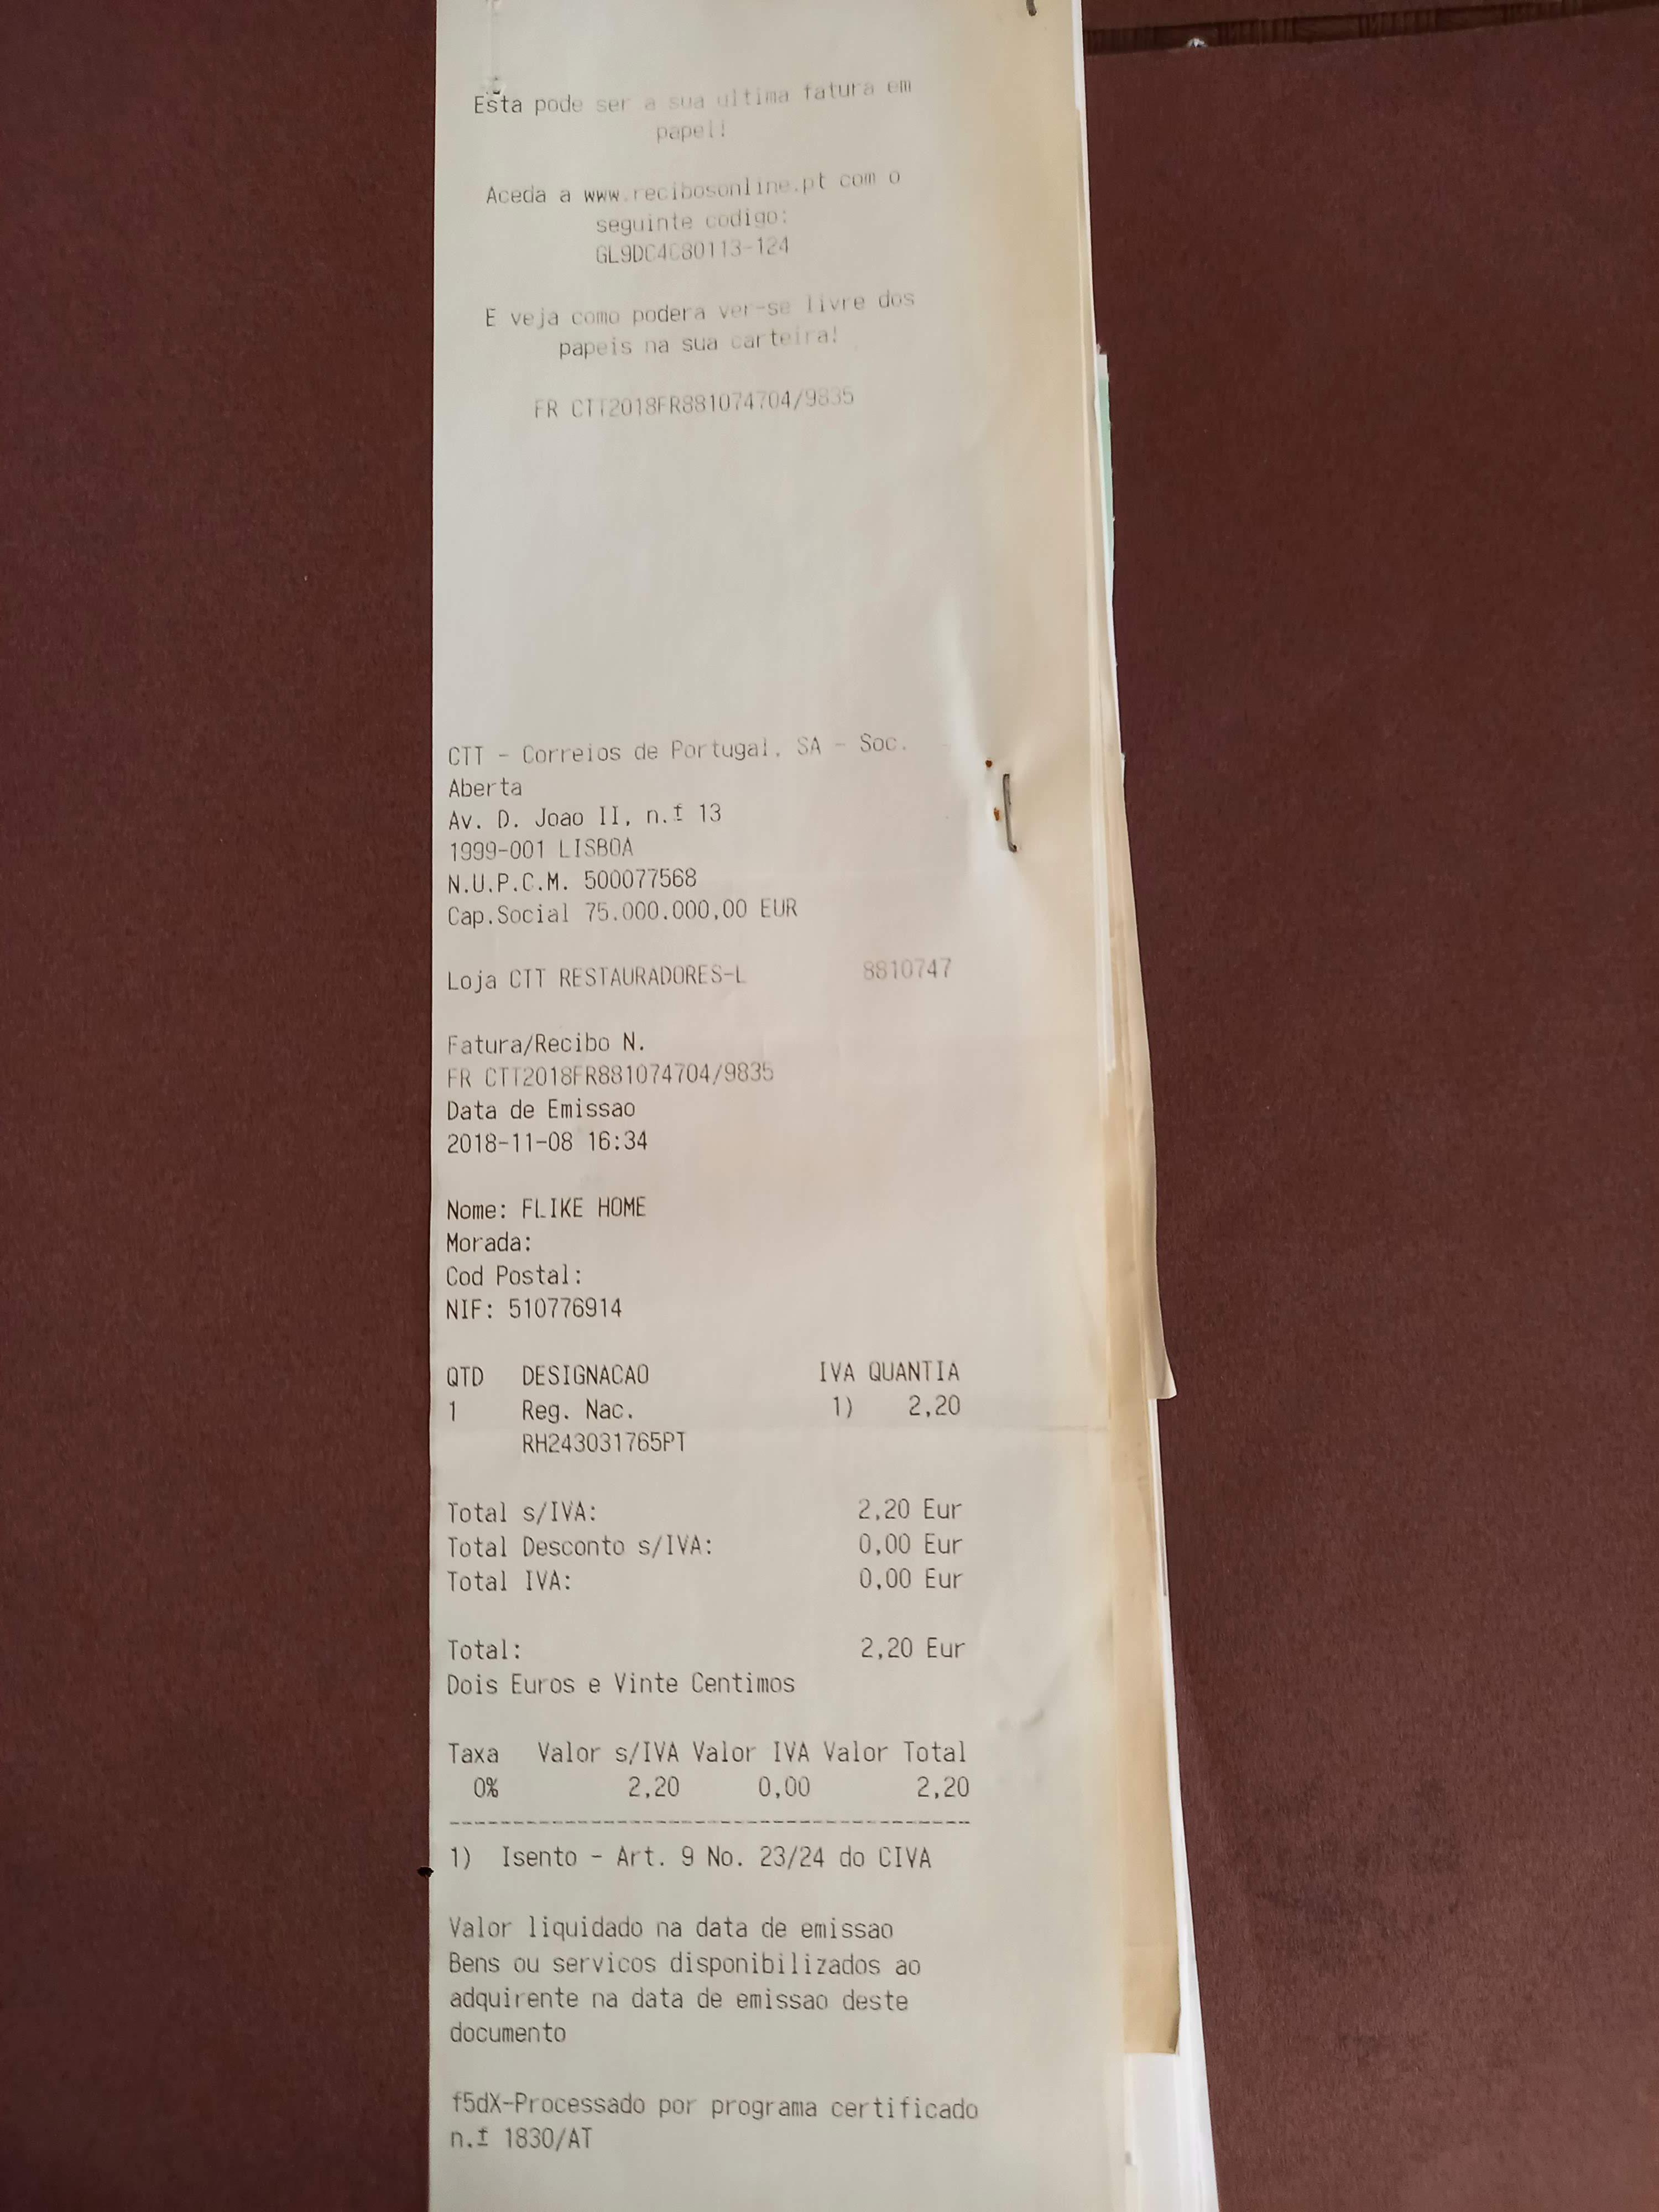 Esta pode ser a sua ultima fatura em
papel!
Aceda a www.recibosonline.pt com o
seguinte codigo:
GL9DC4C80113-124
E veja como podera ver-se livre dos
papeis na sua carteira!
FR CTT2018FR881074704/9835
CTT - Correios de Portugal, SA - Soc.
Aberta
Av. D. Joao II, n.± 13
1999-001 LISBOA
N.U.P.C.M. 500077568
Cap.Social 75.000.000,00 EUR
Loja CTT RESTAURADORES-L 8810747
Fatura/Recibo N.
FR CTT2018FR881074704/9835
Data de Emissao
2018-11-08 16:34
Nome: FLIKE HOME
Morada:
Cod Postal:
NIF: 510776914
QTD DESIGNACAO IVA QUANTIA
1 Reg. Nac. 1) 2,20
RH243031765PT
Total s/IVA: 2,20 Eur
Total Desconto s/IVA: 0,00 Eur
Total IVA: 0,00 Eur
Total: 2,20 Eur
Dois Euros e Vinte Centimos
Taxa Valor s/IVA Valor IVA Valor Total
0% 2,20 0,00 2,20
1) Isento - Art. 9 No. 23/24 do CIVA
Valor liquidado na data de emissao
Bens ou servicos disponibilizados ao
adquirente na data de emissao deste
documento
f5dX-Processado por programa certificado
n.± 1830/AT